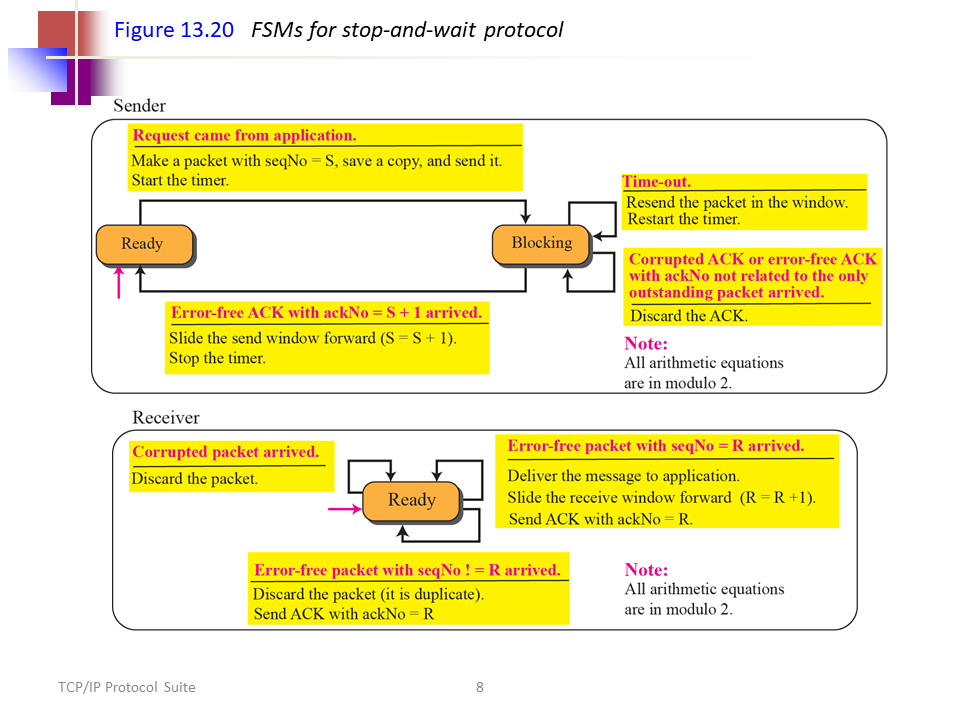 Figure 13.20 FSMs for stop-and-wait protocol
Sender
Request came from application.
Make a packet with seqNo = S, save a copy, and send it.
Start the timer.
Time-out.
Resend the packet in the window.
Restart the timer.
Ready
Blocking
Corrupted ACK or error-free ACK
with ackNo not related to the only
outstanding packet arrived.
Discard the ACK.
Error-free ACK with ackNo = S + 1 arrived.
Slide the send window forward (S = S + 1).
Stop the timer.
Note:
All arithmetic equations
are in modulo 2.
Receiver
Corrupted packet arrived.
Discard the packet.
Error-free packet with seqNo = R arrived.
Deliver the message to application.
Slide the receive window forward (R = R +1).
Send ACK with ackNo = R.
Ready
Error-free packet with seqNo ! = R arrived.
Discard the packet (it is duplicate).
Send ACK with ackNo = R
Note:
All arithmetic equations
are in modulo 2.
TCP/IP Protocol Suite
8